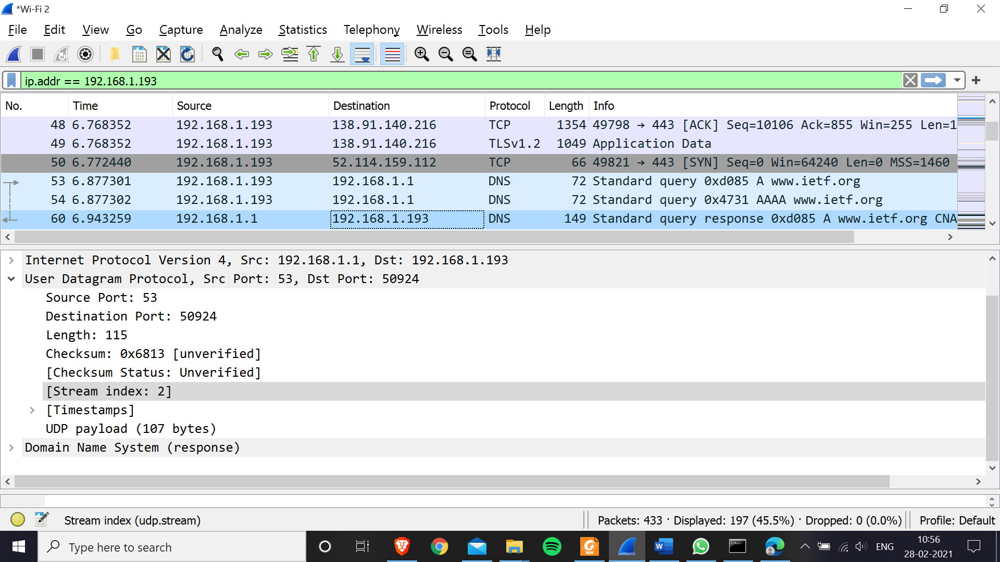 *Wi-Fi 2
File Edit View Go Capture Analyze Statistics Telephony Wireless Tools Help
ip.addr == 192.168.1.193
No. Time Source Destination Protocol Length Info
48 6.768352 192.168.1.193 138.91.140.216 TCP 1354 49798 → 443 [ACK] Seq=10106 Ack=855 Win=255 Len=1
49 6.768352 192.168.1.193 138.91.140.216 TLSv1.2 1049 Application Data
50 6.772440 192.168.1.193 52.114.159.112 TCP 66 49821 → 443 [SYN] Seq=0 Win=64240 Len=0 MSS=1460
53 6.877301 192.168.1.193 192.168.1.1 DNS 72 Standard query 0xd085 A www.ietf.org
54 6.877302 192.168.1.193 192.168.1.1 DNS 72 Standard query 0x4731 AAAA www.ietf.org
60 6.943259 192.168.1.1 192.168.1.193 DNS 149 Standard query response 0xd085 A www.ietf.org CNA
Internet Protocol Version 4, Src: 192.168.1.1, Dst: 192.168.1.193
User Datagram Protocol, Src Port: 53, Dst Port: 50924
Source Port: 53
Destination Port: 50924
Length: 115
Checksum: 0x6813 [unverified]
[Checksum Status: Unverified]
[Stream index: 2]
[Timestamps]
UDP payload (107 bytes)
Domain Name System (response)
Stream index (udp.stream) Packets: 433 · Displayed: 197 (45.5%) · Dropped: 0 (0.0%) Profile: Default
Type here to search
ENG
10:56
28-02-2021